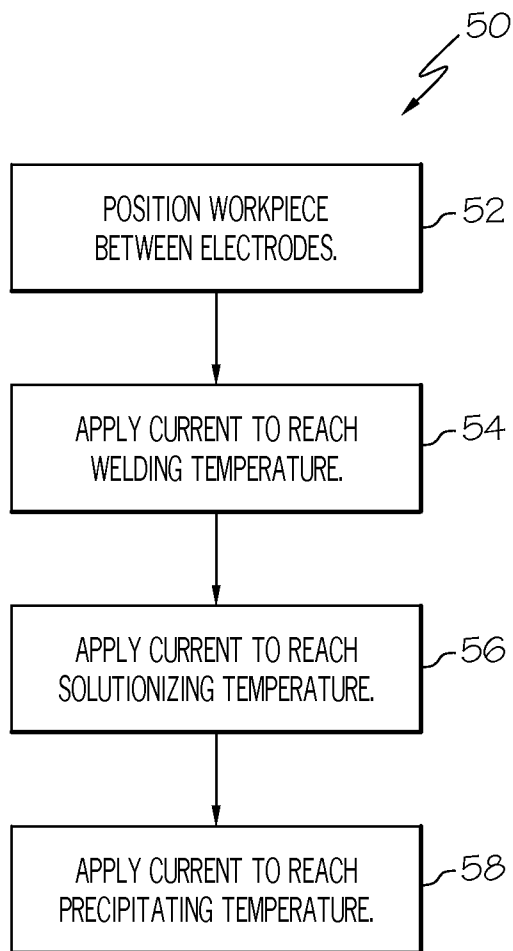 50
POSITION WORKPIECE
BETWEEN ELECTRODES.
52
APPLY CURRENT TO REACH
WELDING TEMPERATURE.
54
APPLY CURRENT TO REACH
SOLUTIONIZING TEMPERATURE.
56
APPLY CURRENT TO REACH
PRECIPITATING TEMPERATURE.
58